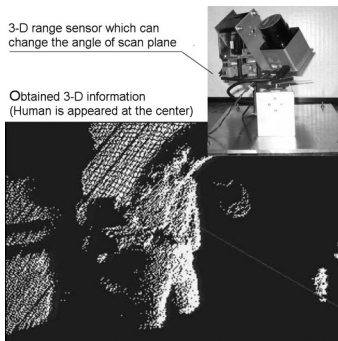 3-D range sensor which can
change the angle of scan plane
Obtained 3-D information
(Human is appeared at the center)